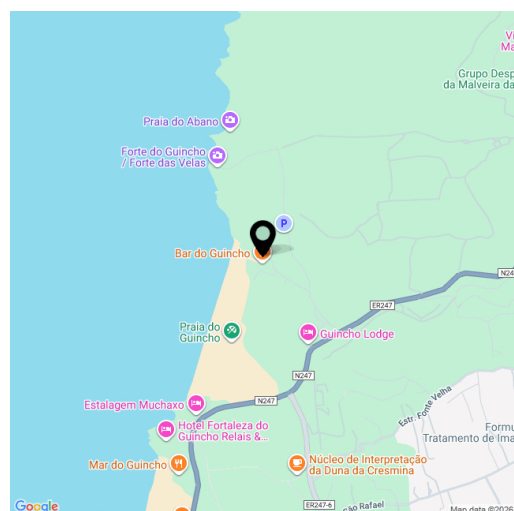 Vi
Ma
Grupo Desp
da Malveira da
Praia do Abano
Forte do Guincho
/ Forte das Velas
P
Bar do Guincho
N24
ER247
Praia do
Guincho
Guincho Lodge
N247
Estalagem Muchaxo
N247
Estr. Fonte Velha
Hotel Fortaleza do
Guincho Relais &...
Formu
Tratamento de Ima
Mar do Guincho
Núcleo de Interpretação
da Duna da Cresmina
ER247-6
São Rafael
Google
Map data ©2026